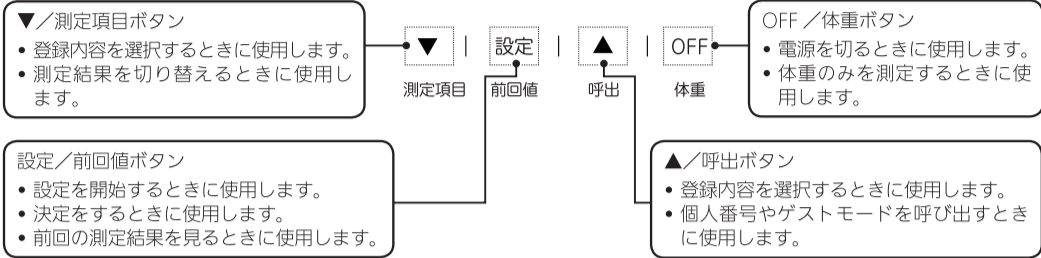 ▼／測定項目ボタン
• 登録内容を選択するときに使用します。
• 測定結果を切り替えるときに使用し
ます。
▼ | 設定 | ▲ | OFF
測定項目 前回値 呼出 体重
OFF／体重ボタン
• 電源を切るときに使用します。
• 体重のみを測定するときに使
用します。
設定／前回値ボタン
• 設定を開始するときに使用します。
• 決定をするときに使用します。
• 前回の測定結果を見るときに使用します。
▲／呼出ボタン
• 登録内容を選択するときに使用します。
• 個人番号やゲストモードを呼び出すとき
に使用します。